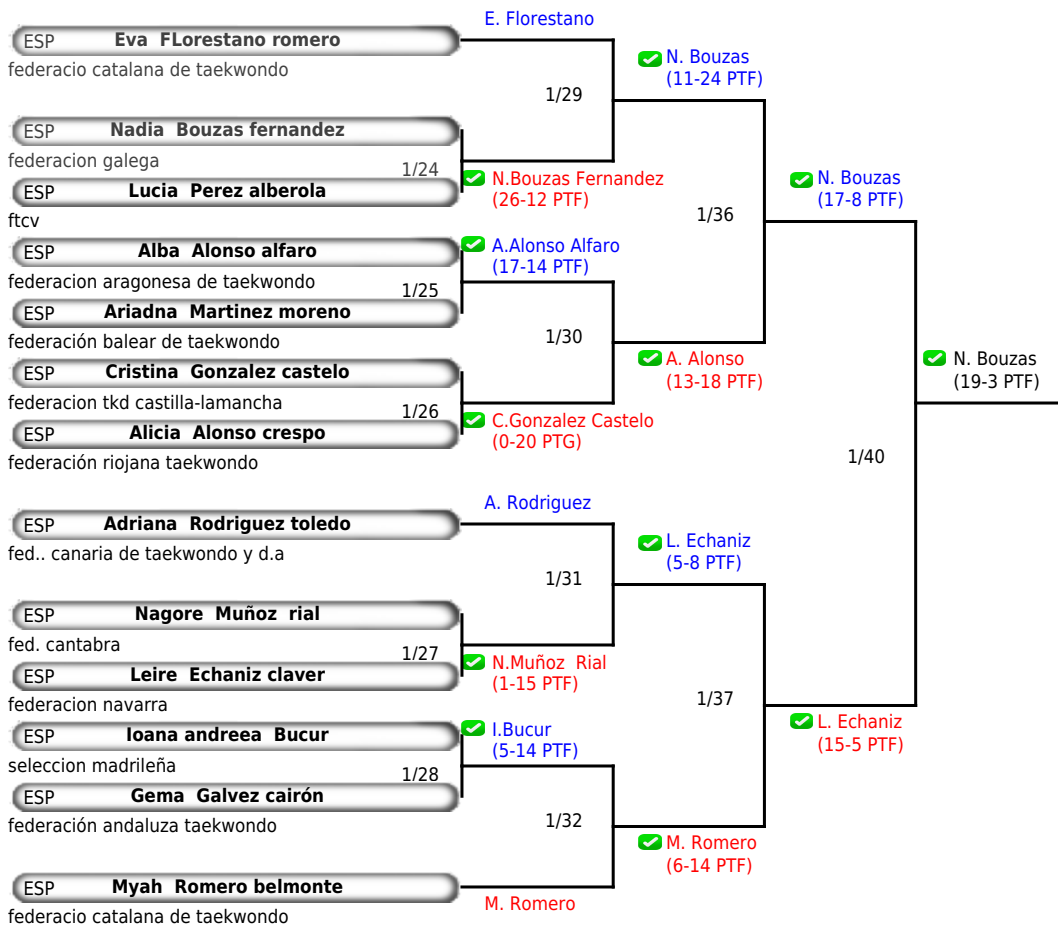 E. Florestano
ESP Eva FLorestano romero
federacio catalana de taekwondo
N. Bouzas
(11-24 PTF)
1/29
ESP Nadia Bouzas fernandez
federacion galega
1/24
ESP Lucia Perez alberola
ftcv
N.Bouzas Fernandez
(26-12 PTF)
N. Bouzas
(17-8 PTF)
1/36
ESP Alba Alonso alfaro
federacion aragonesa de taekwondo
1/25
A.Alonso Alfaro
(17-14 PTF)
ESP Ariadna Martinez moreno
federación balear de taekwondo
1/30
A. Alonso
(13-18 PTF)
N. Bouzas
(19-3 PTF)
ESP Cristina Gonzalez castelo
federacion tkd castilla-lamancha
1/26
ESP Alicia Alonso crespo
federación riojana taekwondo
C.Gonzalez Castelo
(0-20 PTG)
1/40
A. Rodriguez
ESP Adriana Rodriguez toledo
fed.. canaria de taekwondo y d.a
L. Echaniz
(5-8 PTF)
1/31
ESP Nagore Muñoz rial
fed. cantabra
1/27
ESP Leire Echaniz claver
federacion navarra
N.Muñoz Rial
(1-15 PTF)
1/37
L. Echaniz
(15-5 PTF)
ESP Ioana andreea Bucur
seleccion madrileña
1/28
I.Bucur
(5-14 PTF)
ESP Gema Galvez cairón
federación andaluza taekwondo
1/32
M. Romero
(6-14 PTF)
ESP Myah Romero belmonte
federacio catalana de taekwondo
M. Romero